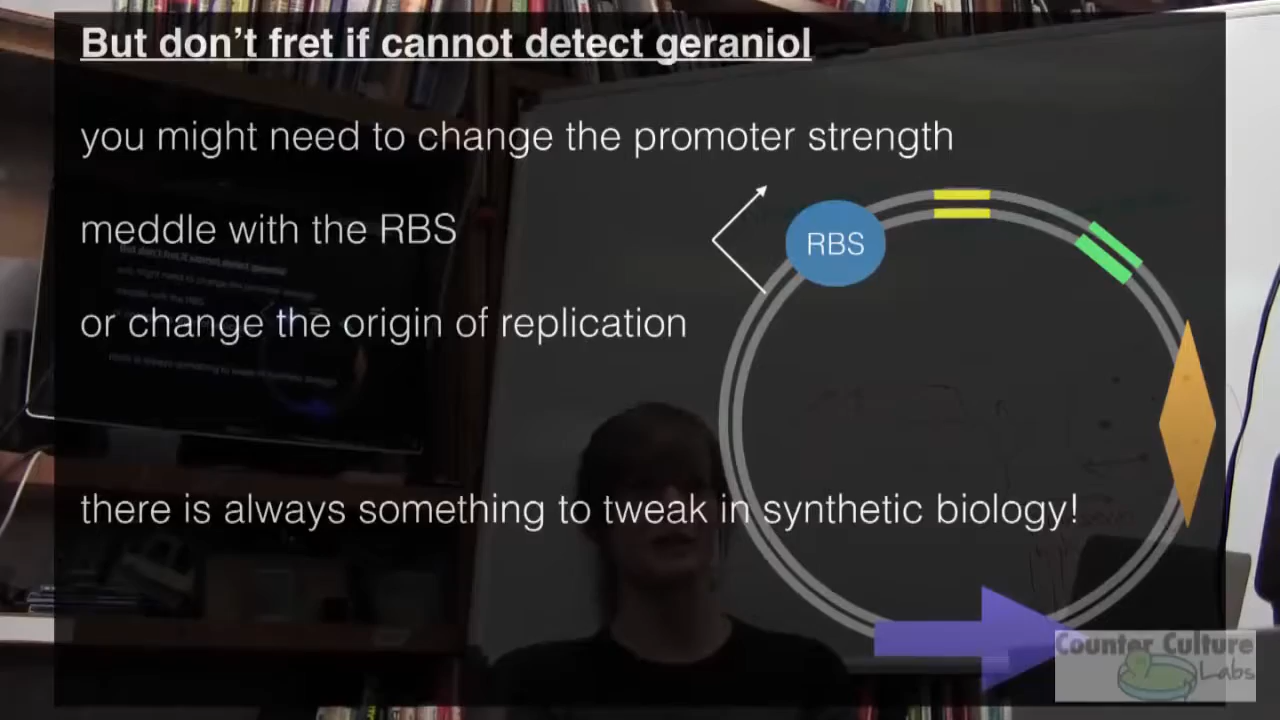 But don't fret if cannot detect geraniol
you might need to change the promoter strength
meddle with the RBS
RBS
or change the origin of replication
there is always something to tweak in synthetic biology!
Counter Culture
Labs